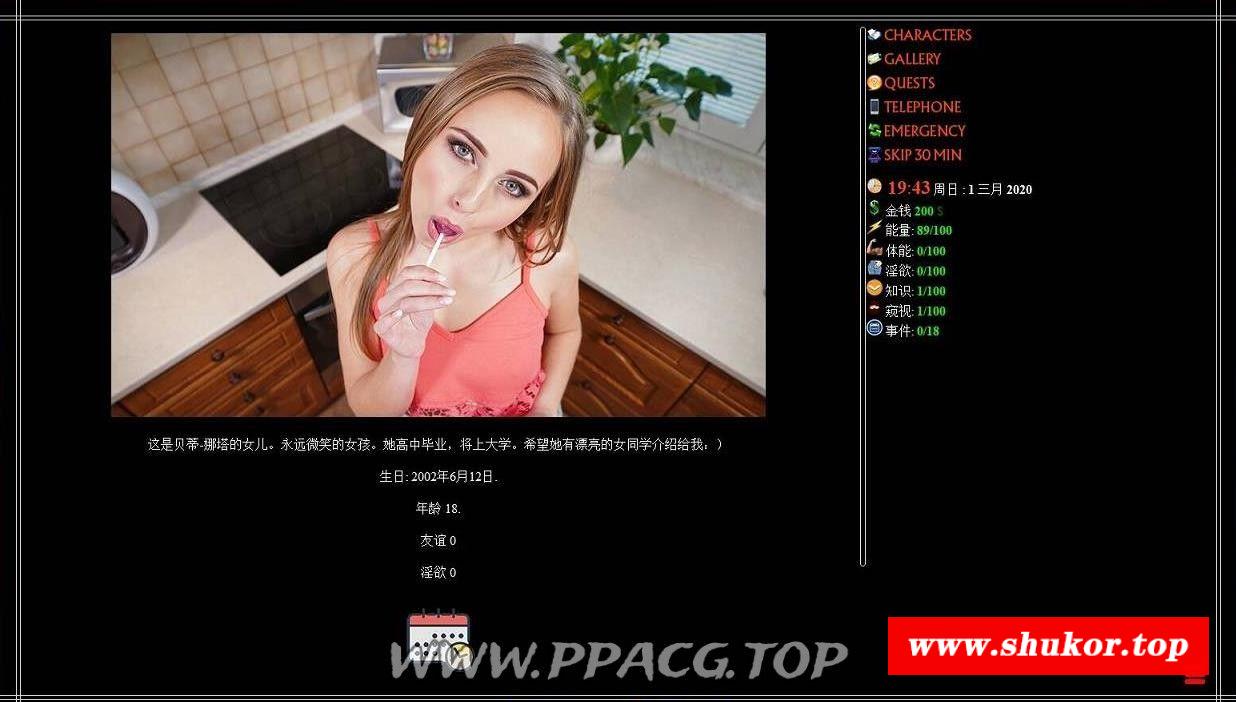 CHARACTERS
GALLERY
QUESTS
TELEPHONE
EMERGENCY
SKIP 30 MIN
19:43 周日 : 1 三月 2020
金钱 200 $
能量: 89/100
体能: 0/100
淫欲: 0/100
知识: 1/100
窥视: 1/100
事件: 0/18
这是贝蒂-娜塔的女儿。永远微笑的女孩。她高中毕业，将上大学。希望她有漂亮的女同学介绍给我：）
生日: 2002年6月12日.
年龄 18.
友谊 0
淫欲 0
WWW.PPACG.TOP
www.shukor.top